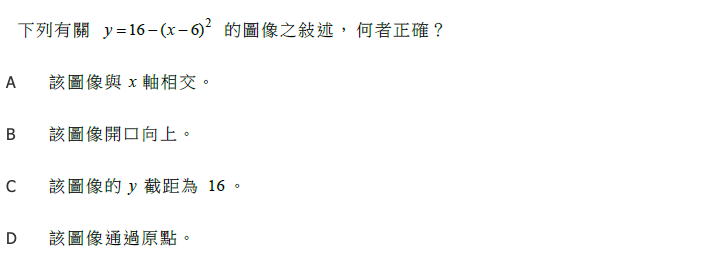 下列有關 y=16−(x−6)² 的圖像之敍述，何者正確？
A 該圖像與 x 軸相交。
B 該圖像開口向上。
C 該圖像的 y 截距為 16 。
D 該圖像通過原點。